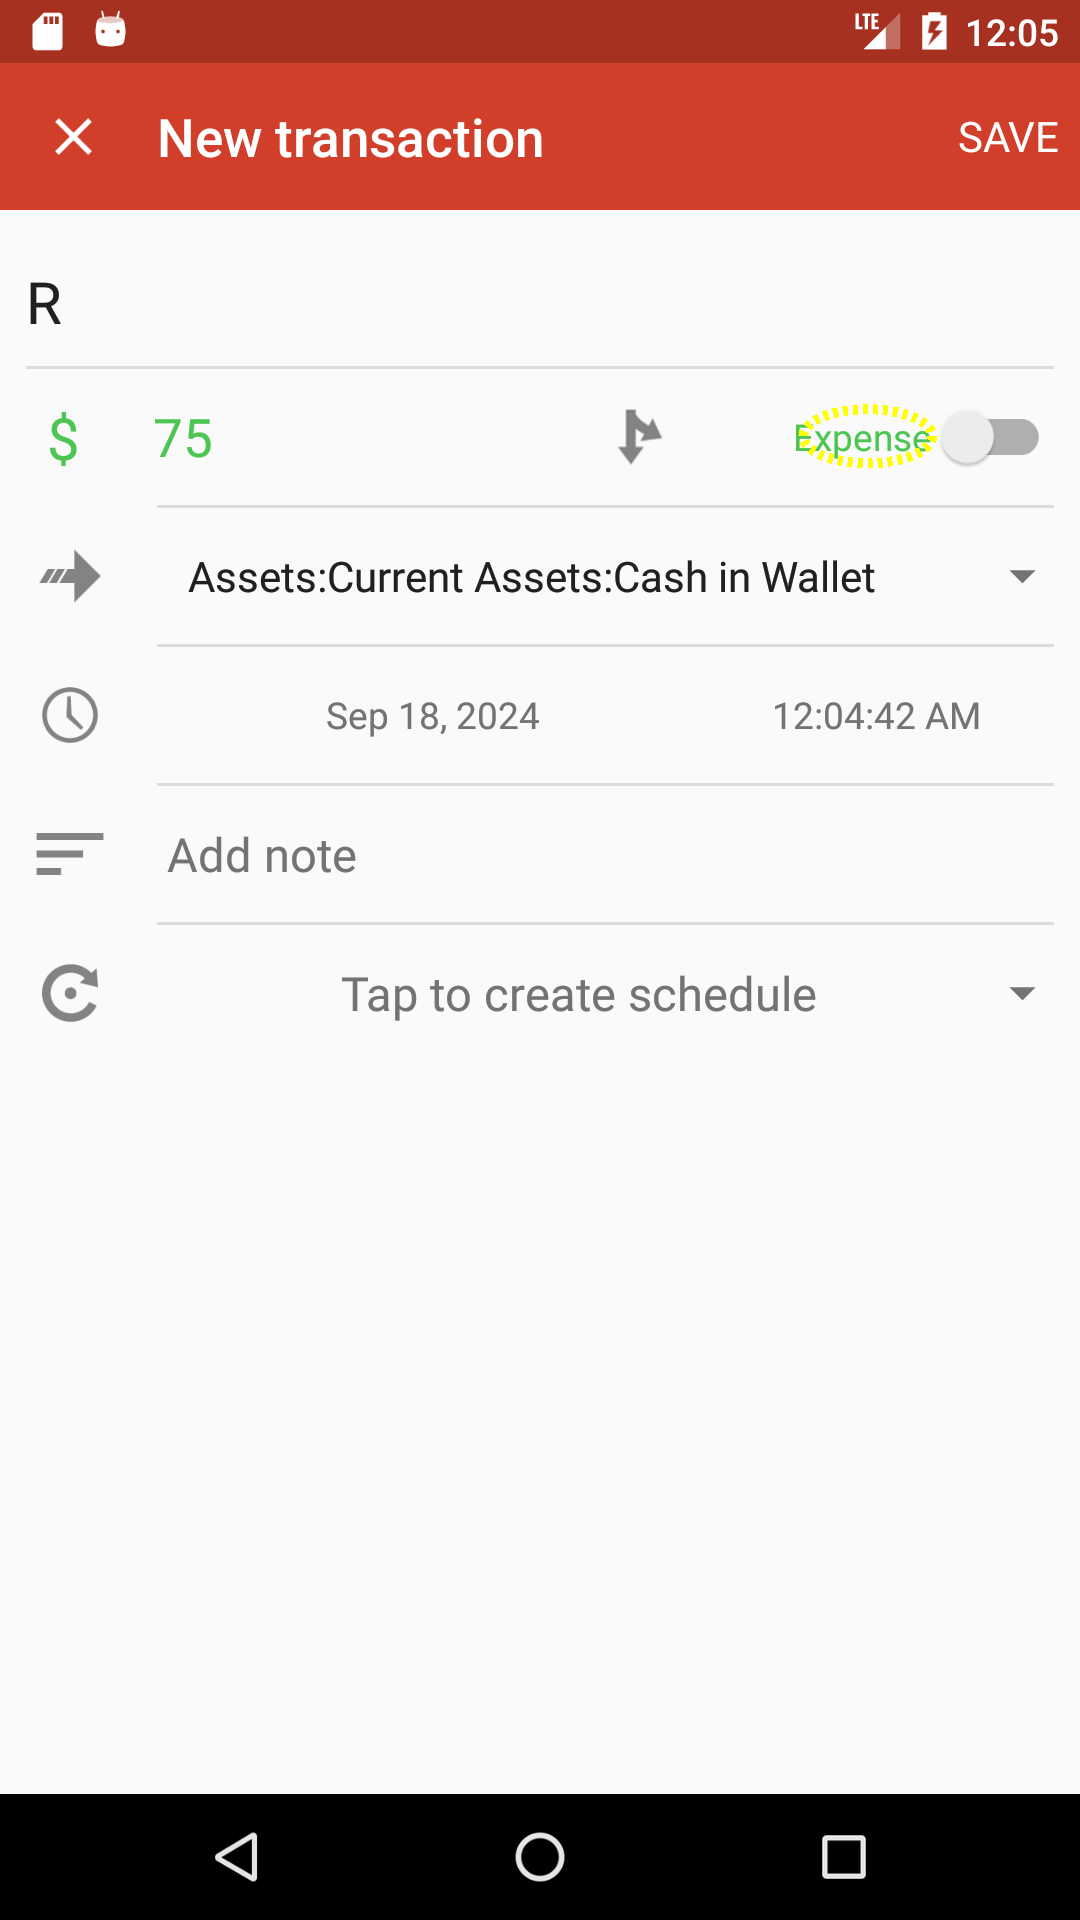 LTE 12:05
New transaction SAVE
R
$ 75 Expense
Assets:Current Assets:Cash in Wallet
Sep 18, 2024 12:04:42 AM
Add note
Tap to create schedule